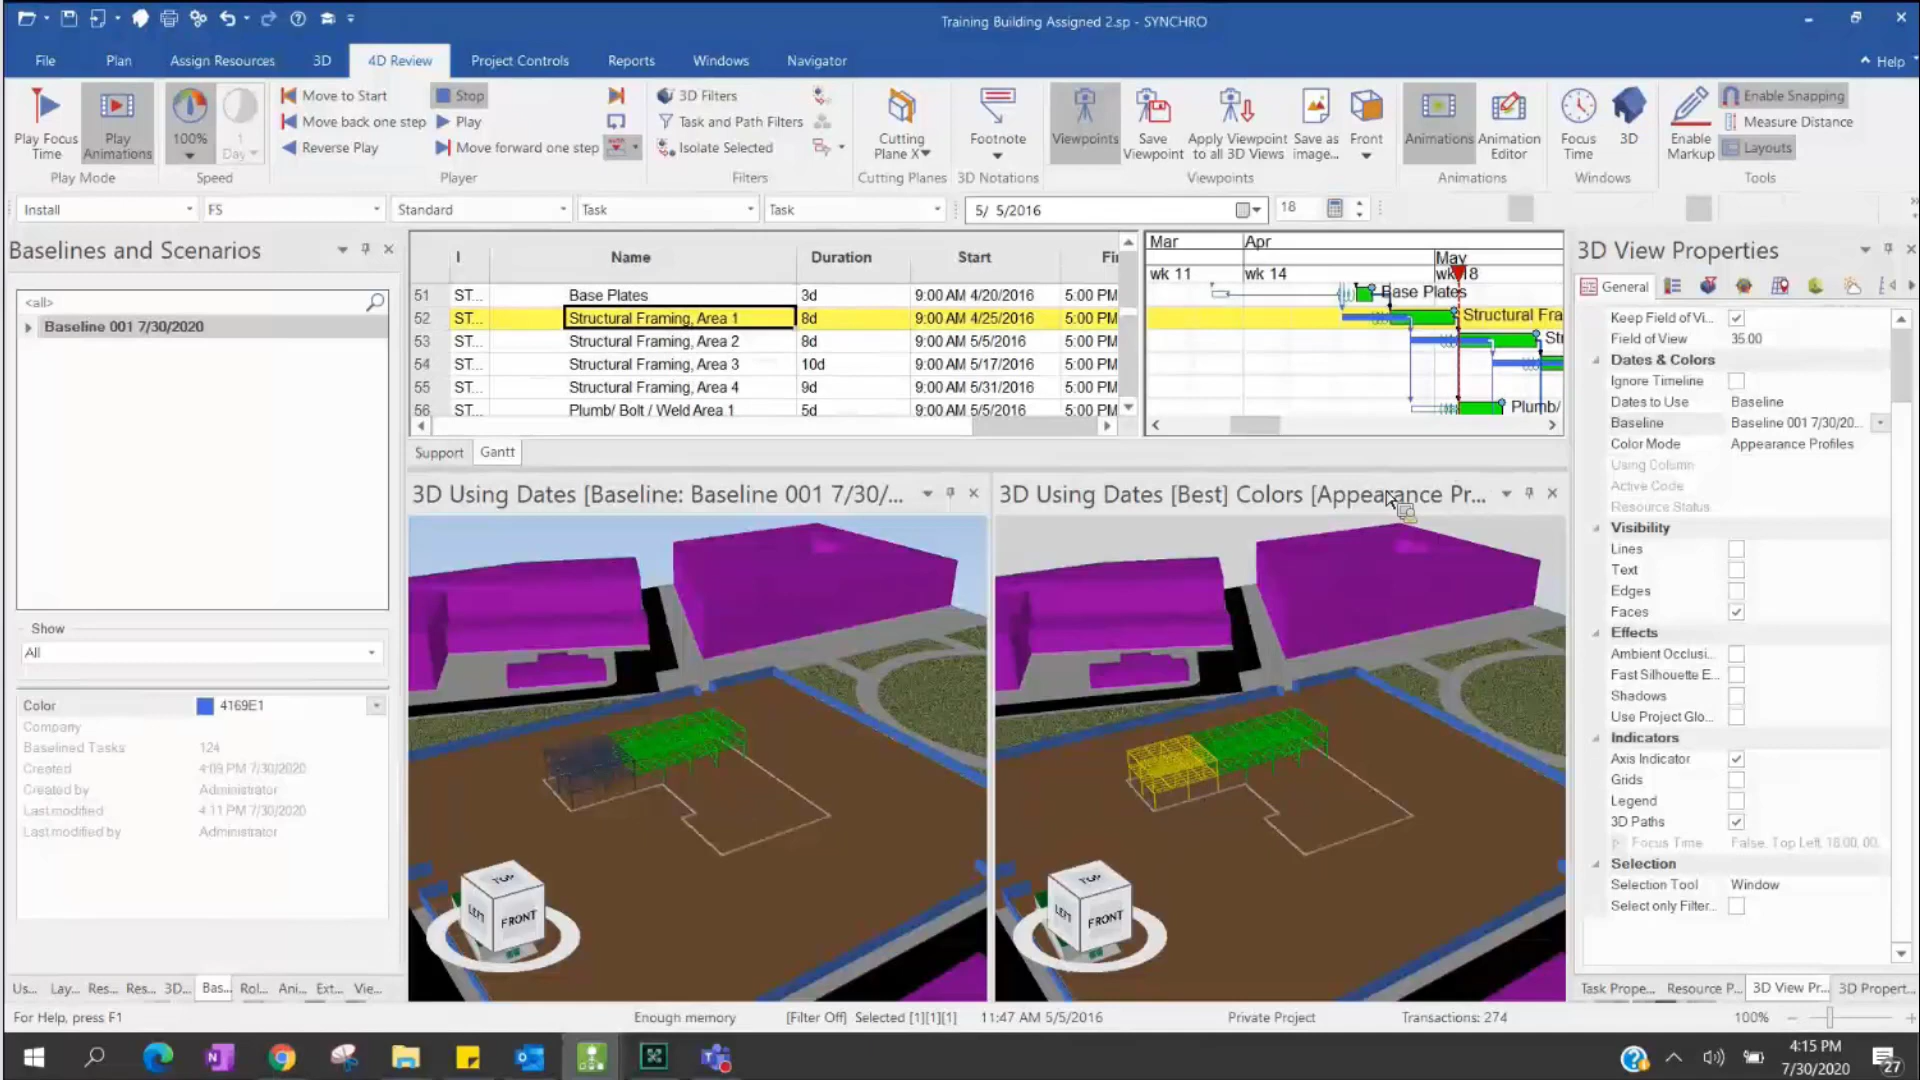 Training Building Assigned 2.sp - SYNCHRO
File Plan Assign Resources 3D 4D Review Project Controls Reports Windows Navigator Help
Play Focus Time
Play Animations
Play Mode
100%
1 Day
Speed
Move to Start
Move back one step
Reverse Play
Stop
Play
Move forward one step
Player
3D Filters
Task and Path Filters
Isolate Selected
Filters
Cutting Plane X
Cutting Planes
Footnote
3D Notations
Viewpoints
Save Viewpoint
Apply Viewpoint to all 3D Views
Save as image...
Front
Viewpoints
Animations
Animation Editor
Animations
Focus Time
3D
Windows
Enable Markup
Enable Snapping
Measure Distance
Layouts
Tools
Install FS Standard Task Task 5/ 5/2016 18
Baselines and Scenarios
<all>
Baseline 001 7/30/2020
Show
All
Color 4169E1
Company
Baselined Tasks 124
Created 4:09 PM 7/30/2020
Created by Administrator
Last modified 4:11 PM 7/30/2020
Last modified by Administrator
Us... Lay... Res... Res... 3D... Bas... Rol... Ani... Ext... Vie...
I Name Duration Start Fi
51 ST... Base Plates 3d 9:00 AM 4/20/2016 5:00 PM
52 ST... Structural Framing, Area 1 8d 9:00 AM 4/25/2016 5:00 PM
53 ST... Structural Framing, Area 2 8d 9:00 AM 5/5/2016 5:00 PM
54 ST... Structural Framing, Area 3 10d 9:00 AM 5/17/2016 5:00 PM
55 ST... Structural Framing, Area 4 9d 9:00 AM 5/31/2016 5:00 PM
56 ST... Plumb/ Bolt / Weld Area 1 5d 9:00 AM 5/5/2016 5:00 PM
Mar Apr May
wk 11 wk 14 wk 18
Base Plates
Structural Fra
St
Plumb/
Support Gantt
3D Using Dates [Baseline: Baseline 001 7/30/...
3D Using Dates [Best] Colors [Appearance Pr...
TOP
LEFT
FRONT
TOP
LEFT
FRONT
3D View Properties
General
Keep Field of Vi...
Field of View 35.00
Dates & Colors
Ignore Timeline
Dates to Use Baseline
Baseline Baseline 001 7/30/20...
Color Mode Appearance Profiles
Using Column
Active Code
Resource Status
Visibility
Lines
Text
Edges
Faces
Effects
Ambient Occlusi...
Fast Silhouette E...
Shadows
Use Project Glo...
Indicators
Axis Indicator
Grids
Legend
3D Paths
Focus Time False, Top Left, 18.00, 00.
Selection
Selection Tool Window
Select only Filter...
Task Prope... Resource P... 3D View Pr... 3D Propert...
For Help, press F1 Enough memory [Filter Off] Selected [1][1][1] 11:47 AM 5/5/2016 Private Project Transactions: 274 100%
4:15 PM
7/30/2020
27